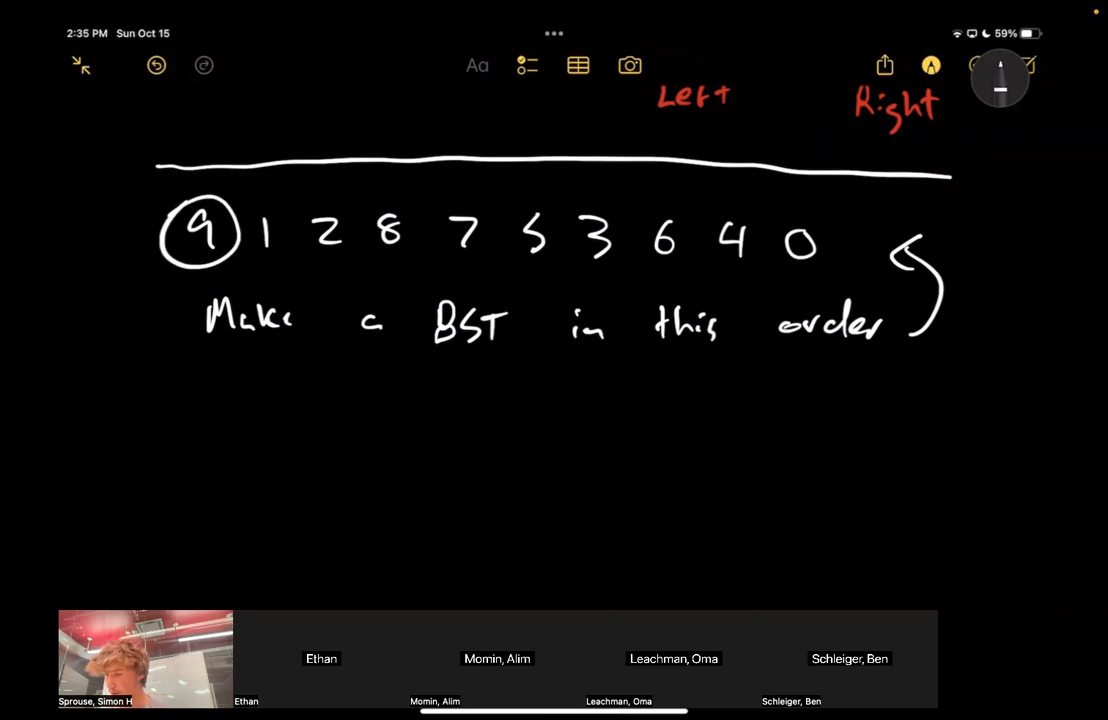 2:35 PM Sun Oct 15
59%
Aa
Left Right
9 1 2 8 7 5 3 6 4 0
Make a BST in this order
Ethan
Momin, Alim
Leachman, Oma
Schleiger, Ben
Sprouse, Simon H
Ethan
Momin, Alim
Leachman, Oma
Schleiger, Ben